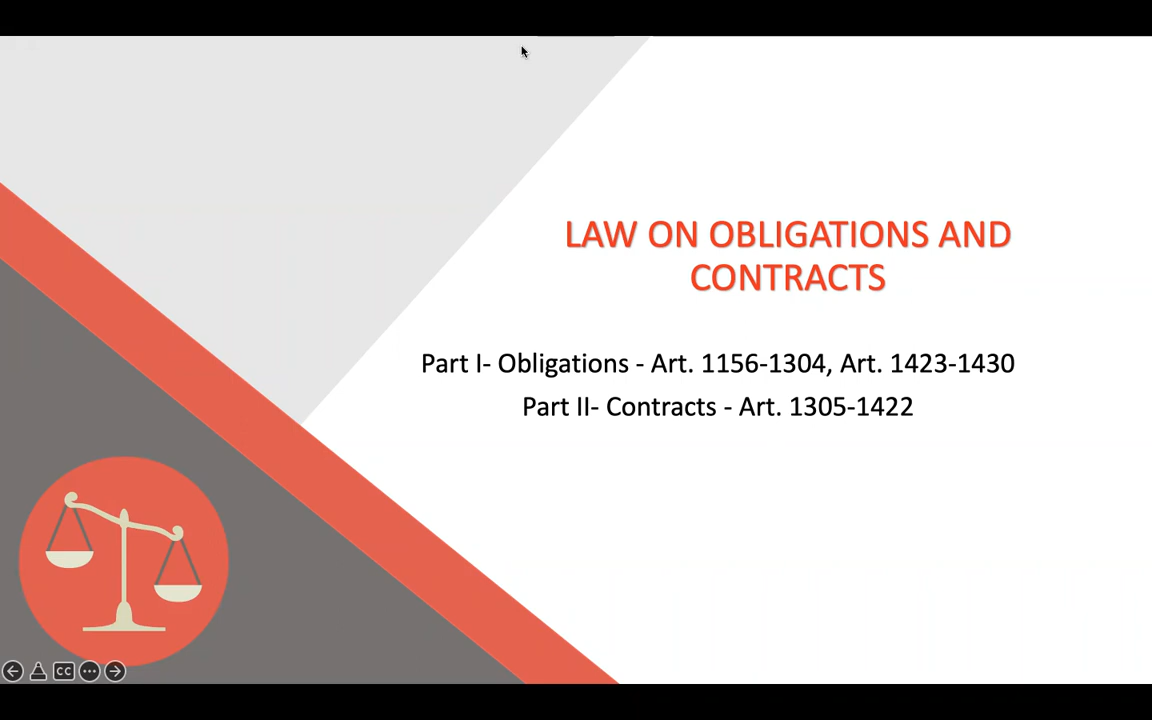 LAW ON OBLIGATIONS AND
CONTRACTS
Part I- Obligations - Art. 1156-1304, Art. 1423-1430
Part II- Contracts - Art. 1305-1422
CC